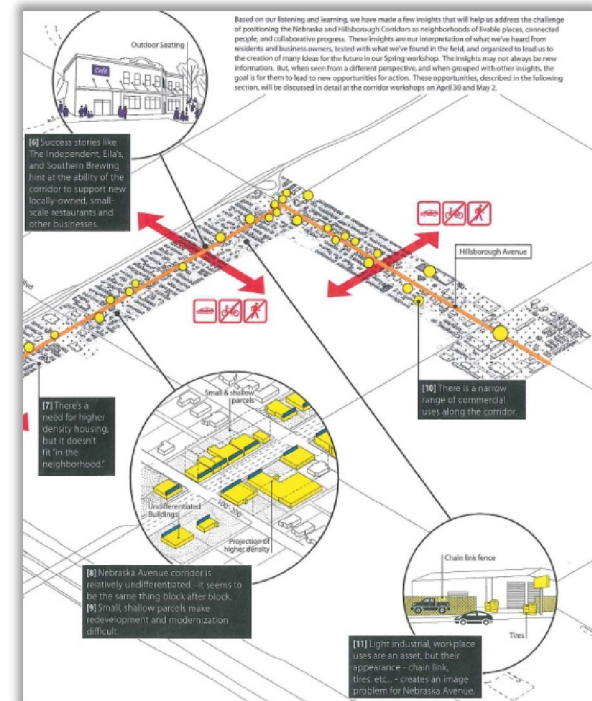 Based on our listening and learning, we have made a few insights that will help us address the challenge
of positioning the Nebraska and Hillsborough Corridors as neighborhoods of livable places, connected
people, and collaborative progress. These insights are our interpretation of what we've heard from
residents and business owners, tested with what we've found in the field, and organized to lead us to
the creation of many ideas for the future in our Spring workshop. The insights may not always be new
information. But, when seen from a different perspective, and when grouped with other insights, the
goal is for them to lead to new opportunities for action. These opportunities, described in the following
section, will be discussed in detail at the corridor workshops on April 30 and May 2.
Outdoor Seating
Cafe
[6] Success stories like
The Independent, Ella's,
and Southern Brewing
hint at the ability of the
corridor to support new
locally-owned, small-
scale restaurants and
other businesses.
Hillsborough Avenue
[10] There is a narrow
range of commercial
uses along the corridor.
[7] There's a
need for higher
density housing,
but it doesn't
fit "in the
neighborhood."
Small & shallow
parcels
Undifferentiated
Buildings
100-200
Projection of
higher density
[8] Nebraska Avenue corridor is
relatively undifferentiated - it seems to
be the same thing block after block.
[9] Small, shallow parcels make
redevelopment and modernization
difficult.
Chain link fence
Tires
[11] Light industrial, workplace
uses are an asset, but their
appearance - chain link,
tires, etc... - creates an image
problem for Nebraska Avenue.